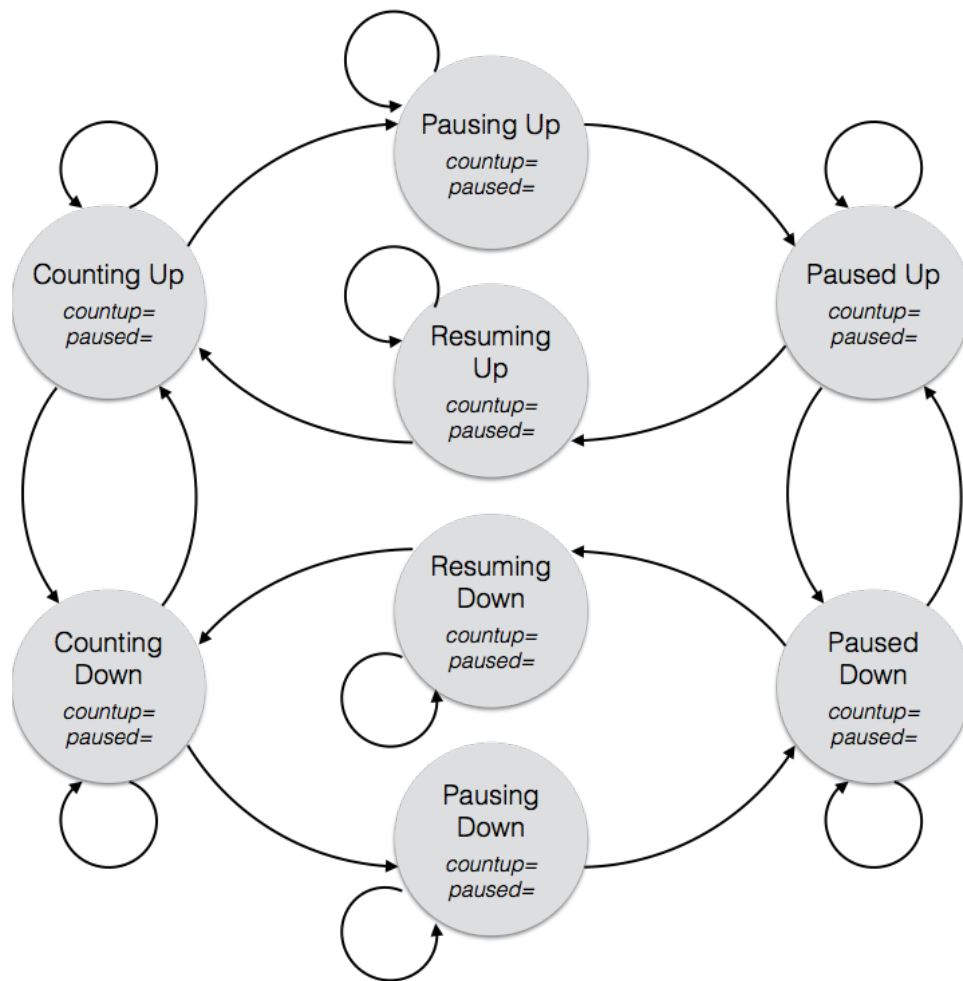 Pausing Up
countup=
paused=
Counting Up
countup=
paused=
Paused Up
countup=
paused=
Resuming
Up
countup=
paused=
Resuming
Down
countup=
paused=
Counting
Down
countup=
paused=
Paused
Down
countup=
paused=
Pausing
Down
countup=
paused=